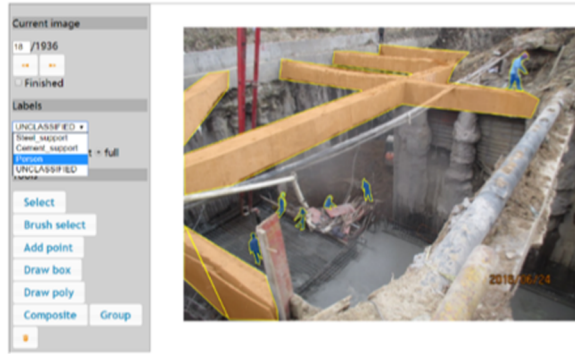 Current image
18 /1936
Finished
Labels
UNCLASSIFIED
Steel_support
Cement_support
Person
UNCLASSIFIED
t - full
Tools
Select
Brush select
Add point
Draw box
Draw poly
Composite Group
2018/06/24